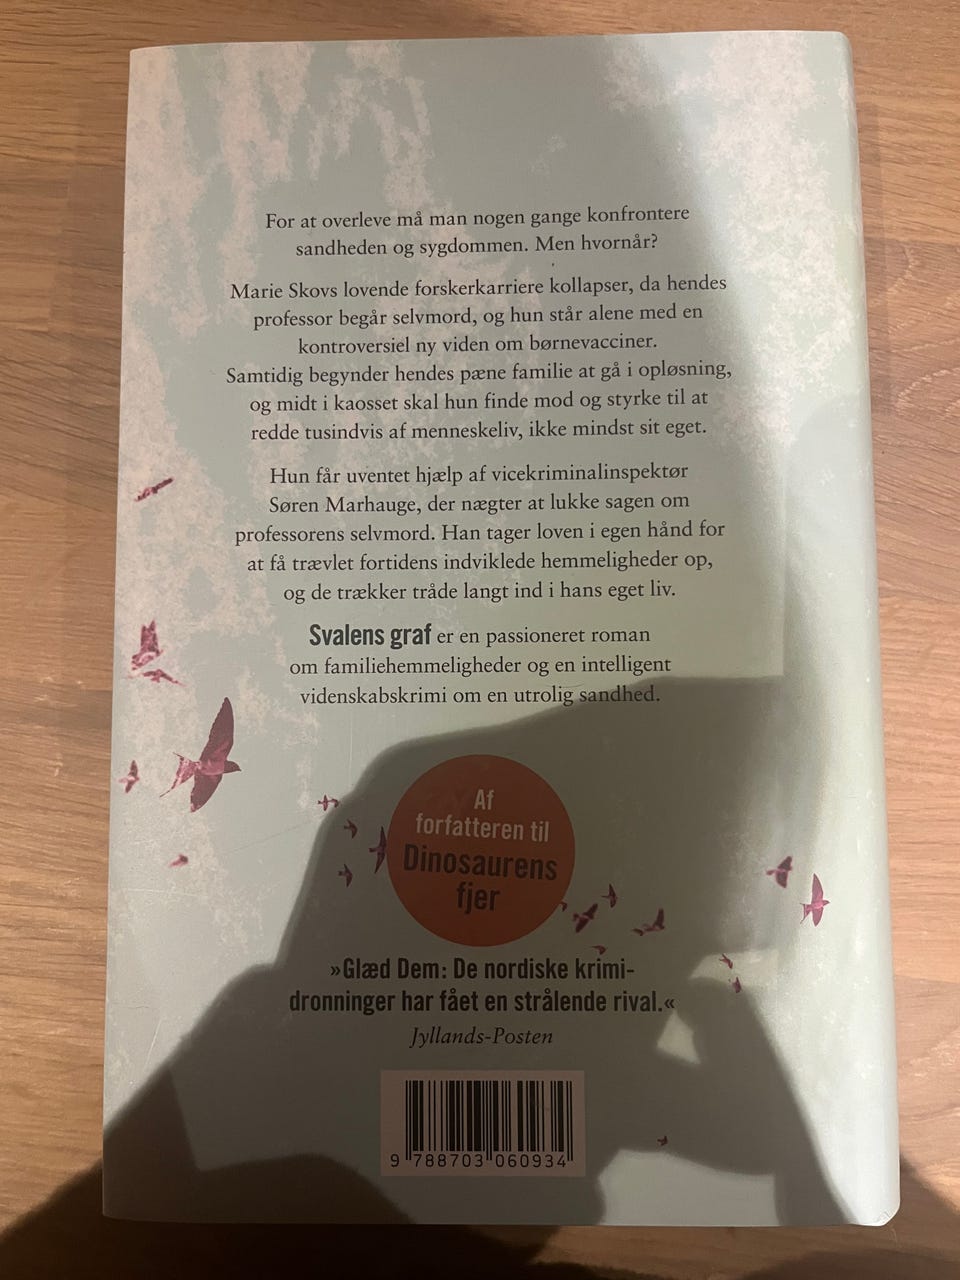 For at overleve må man nogen gange konfrontere
sandheden og sygdommen. Men hvornår?
Marie Skovs lovende forskerkarriere kollapser, da hendes
professor begår selvmord, og hun står alene med en
kontroversiel ny viden om børnevacciner.
Samtidig begynder hendes pæne familie at gå i opløsning,
og midt i kaosset skal hun finde mod og styrke til at
redde tusindvis af menneskeliv, ikke mindst sit eget.
Hun får uventet hjælp af vicekriminalinspektør
Søren Marhauge, der nægter at lukke sagen om
professorens selvmord. Han tager loven i egen hånd for
at få trævlet fortidens indviklede hemmeligheder op,
og de trækker tråde langt ind i hans eget liv.
Svalens graf er en passioneret roman
om familiehemmeligheder og en intelligent
videnskabskrimi om en utrolig sandhed.
Af
forfatteren til
Dinosaurens
fjer
»Glæd Dem: De nordiske krimi-
dronninger har fået en strålende rival.«
Jyllands-Posten
9 788703 060934